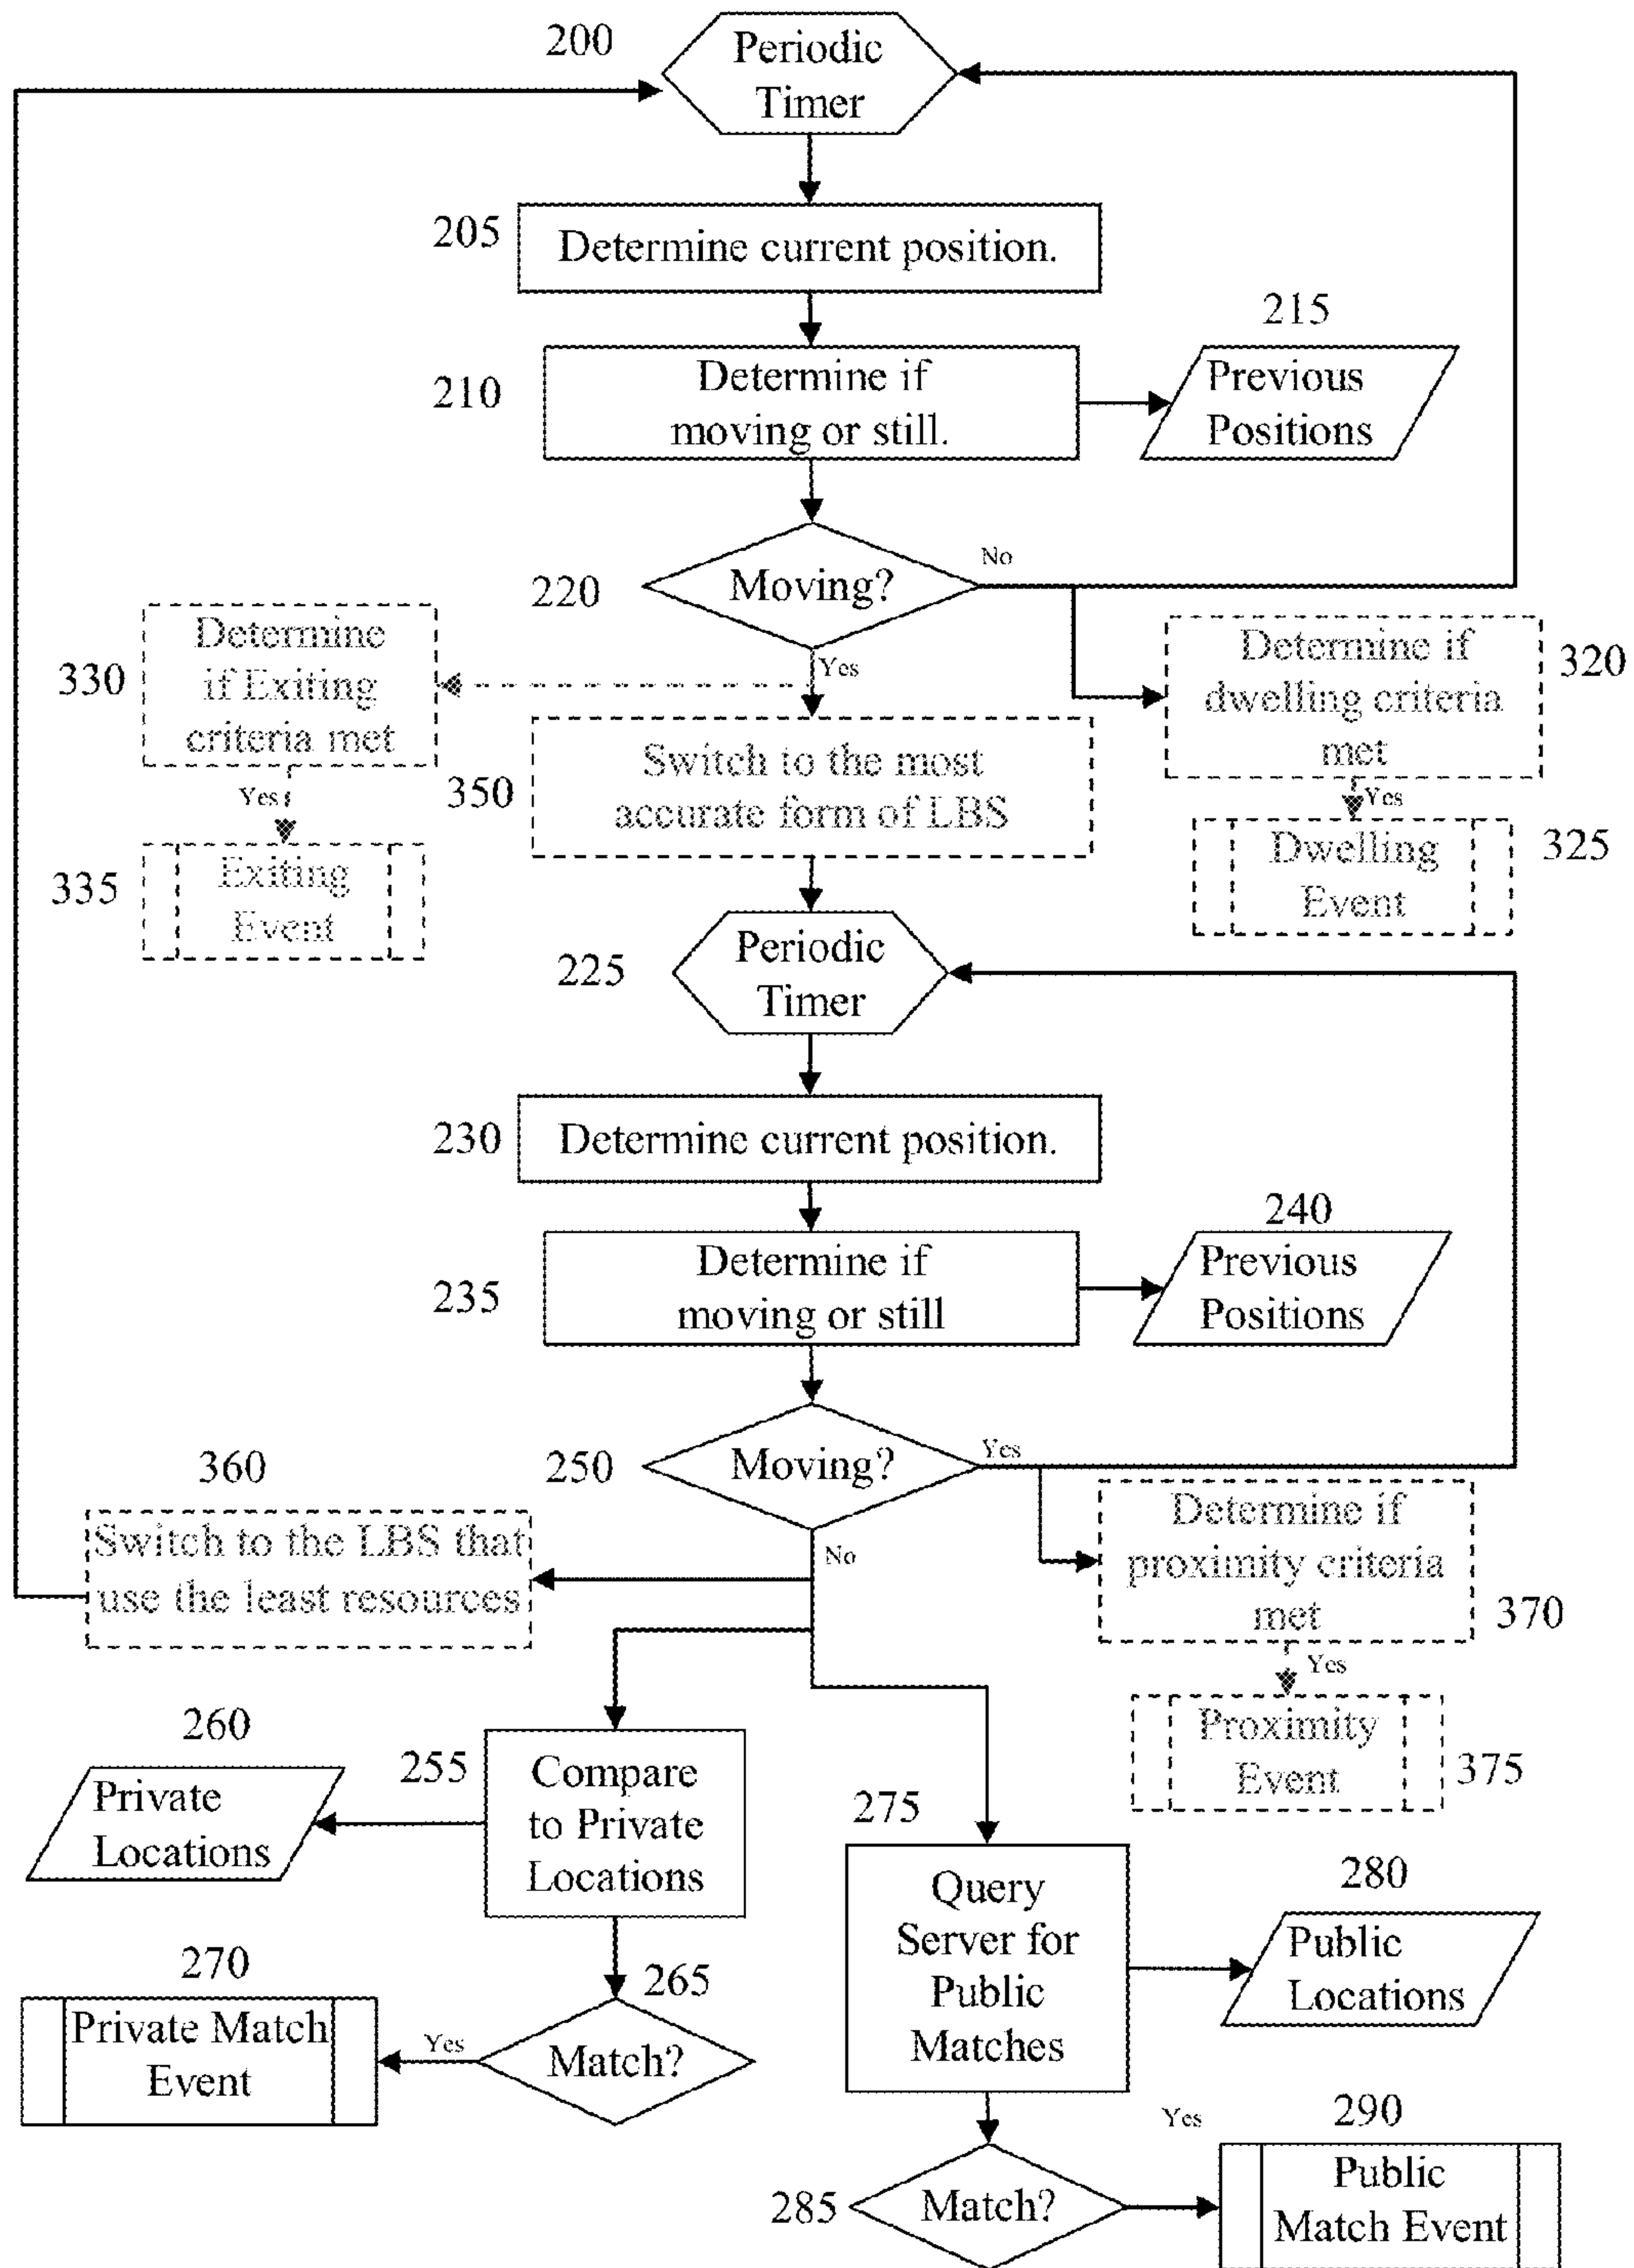 200
Periodic
Timer
205
Determine current position.
215
210
Determine if
moving or still.
Previous
Positions
No
220
Moving?
Yes
330
Determine
if Exiting
criteria met
Determine if
dwelling criteria
met
320
Yes
350
Switch to the most
accurate form of LBS
Yes
335
Exiting
Event
Dwelling
Event
325
225
Periodic
Timer
230
Determine current position.
240
235
Determine if
moving or still
Previous
Positions
360
250
Moving?
Yes
No
Switch to the LBS that
use the least resources
Determine if
proximity criteria
met
370
Yes
260
255
Private
Locations
Compare
to Private
Locations
Proximity
Event
375
275
280
Query
Server for
Public
Matches
Public
Locations
270
265
Private Match
Event
Yes
Match?
Yes
290
285
Match?
Public
Match Event